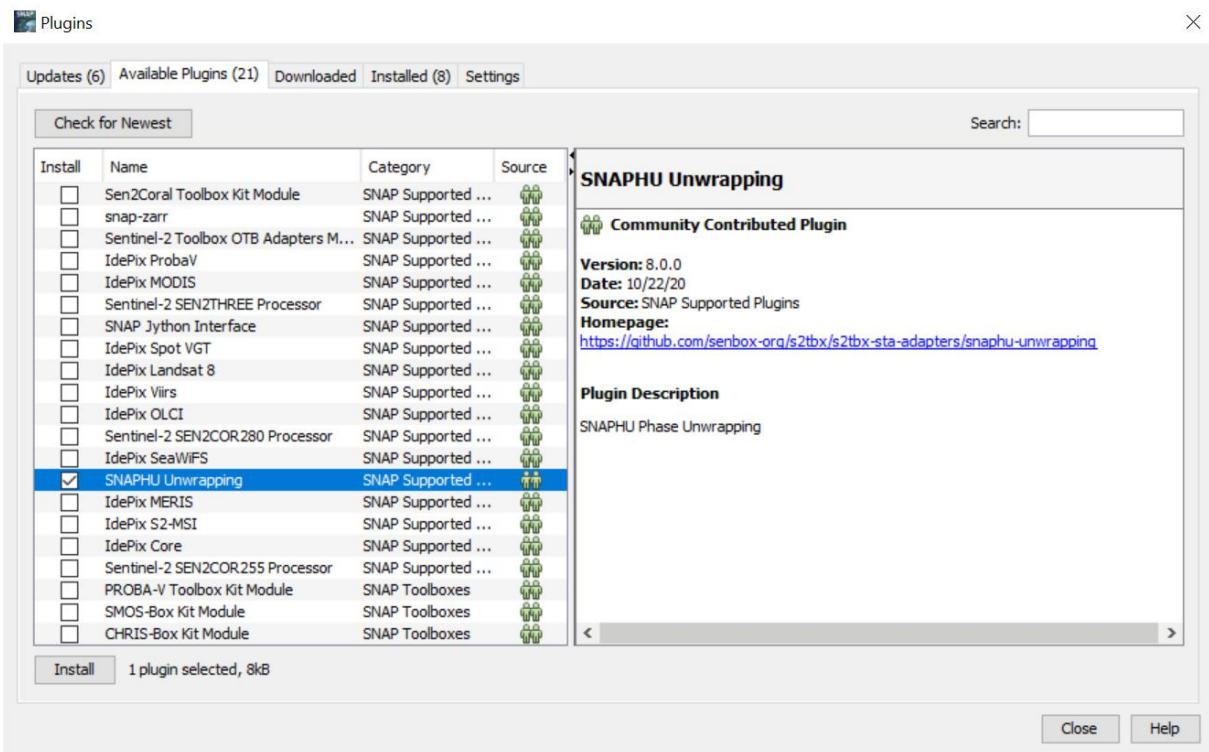 Plugins
Updates (6) Available Plugins (21) Downloaded Installed (8) Settings
Check for Newest Search:
Install Name Category Source
Sen2Coral Toolbox Kit Module SNAP Supported ...
snap-zarr SNAP Supported ...
Sentinel-2 Toolbox OTB Adapters M... SNAP Supported ...
IdePix ProbaV SNAP Supported ...
IdePix MODIS SNAP Supported ...
Sentinel-2 SEN2THREE Processor SNAP Supported ...
SNAP Jython Interface SNAP Supported ...
IdePix Spot VGT SNAP Supported ...
IdePix Landsat 8 SNAP Supported ...
IdePix Viirs SNAP Supported ...
IdePix OLCI SNAP Supported ...
Sentinel-2 SEN2COR280 Processor SNAP Supported ...
IdePix SeaWiFS SNAP Supported ...
SNAPHU Unwrapping SNAP Supported ...
IdePix MERIS SNAP Supported ...
IdePix S2-MSI SNAP Supported ...
IdePix Core SNAP Supported ...
Sentinel-2 SEN2COR255 Processor SNAP Supported ...
PROBA-V Toolbox Kit Module SNAP Toolboxes
SMOS-Box Kit Module SNAP Toolboxes
CHRIS-Box Kit Module SNAP Toolboxes
SNAPHU Unwrapping
Community Contributed Plugin
Version: 8.0.0
Date: 10/22/20
Source: SNAP Supported Plugins
Homepage:
https://github.com/senbox-org/s2tbx/s2tbx-sta-adapters/snaphu-unwrapping
Plugin Description
SNAPHU Phase Unwrapping
Install 1 plugin selected, 8kB
Close Help